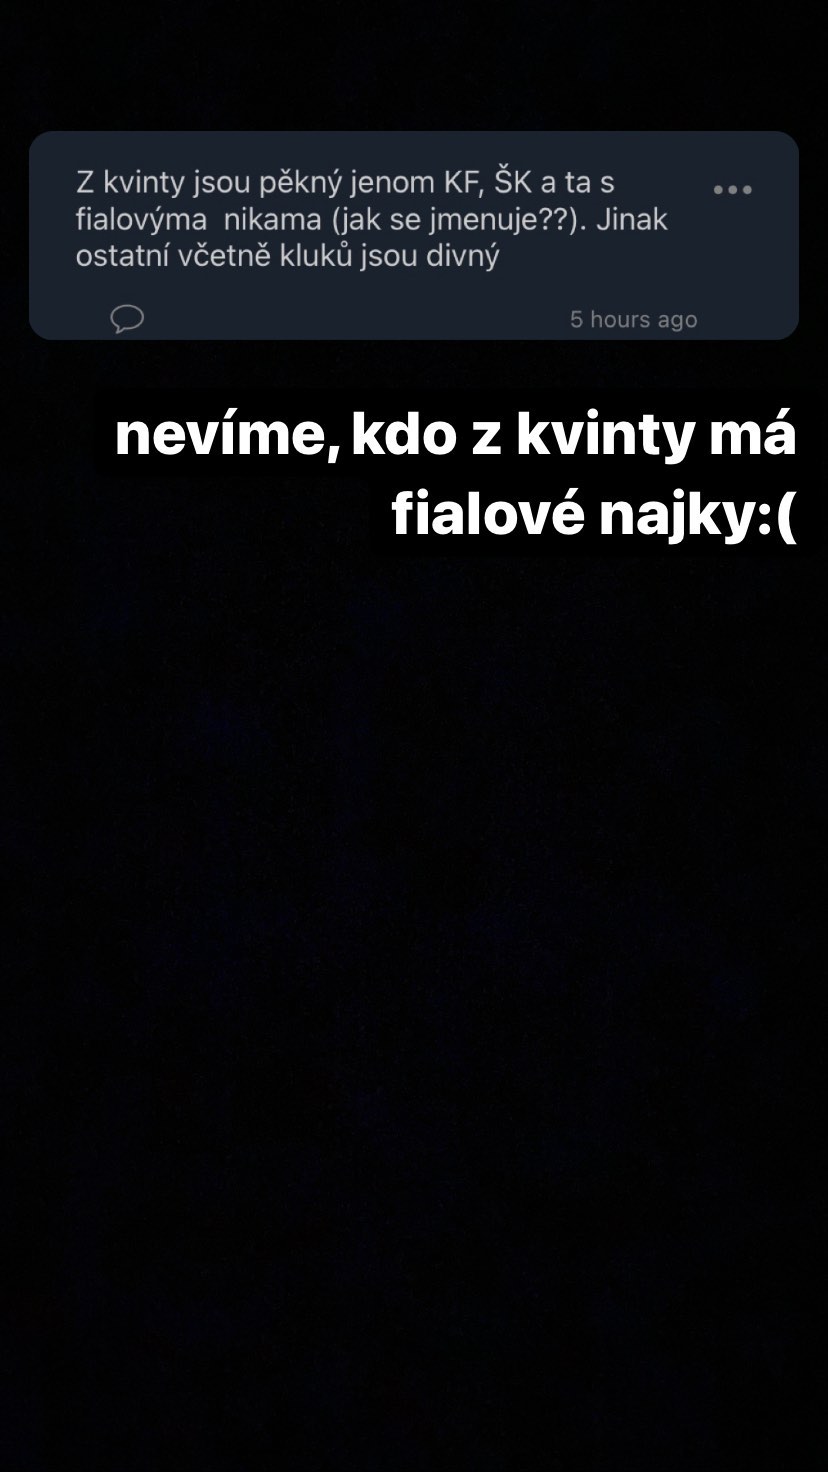 Z kvinty jsou pěkný jenom KF, ŠK a ta s
fialovýma  nikama (jak se jmenuje??). Jinak
ostatní včetně kluků jsou divný
5 hours ago
nevíme, kdo z kvinty má
fialové najky:(